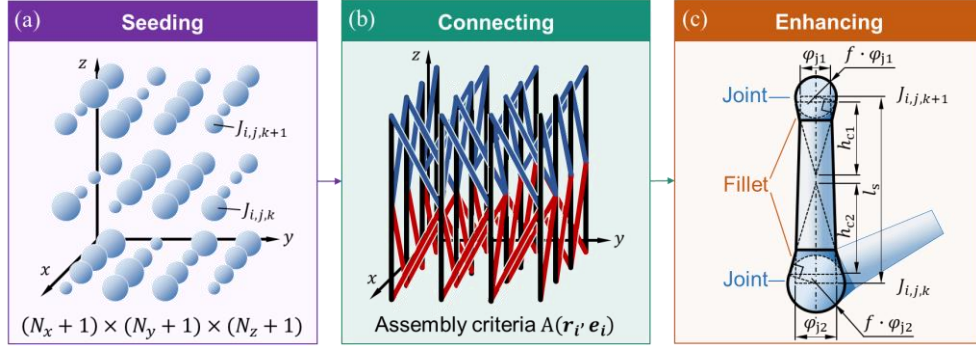 (a) Seeding
z
J_{i,j,k+1}
J_{i,j,k}
y
x
(N_x + 1) × (N_y + 1) × (N_z + 1)
(b) Connecting
z
y
x
Assembly criteria A(r_{i'} e_i)
(c) Enhancing
φ_{j1} f · φ_{j1}
Joint J_{i,j,k+1}
h_{c1}
Fillet l_s
h_{c2}
Joint J_{i,j,k}
φ_{j2} f · φ_{j2}